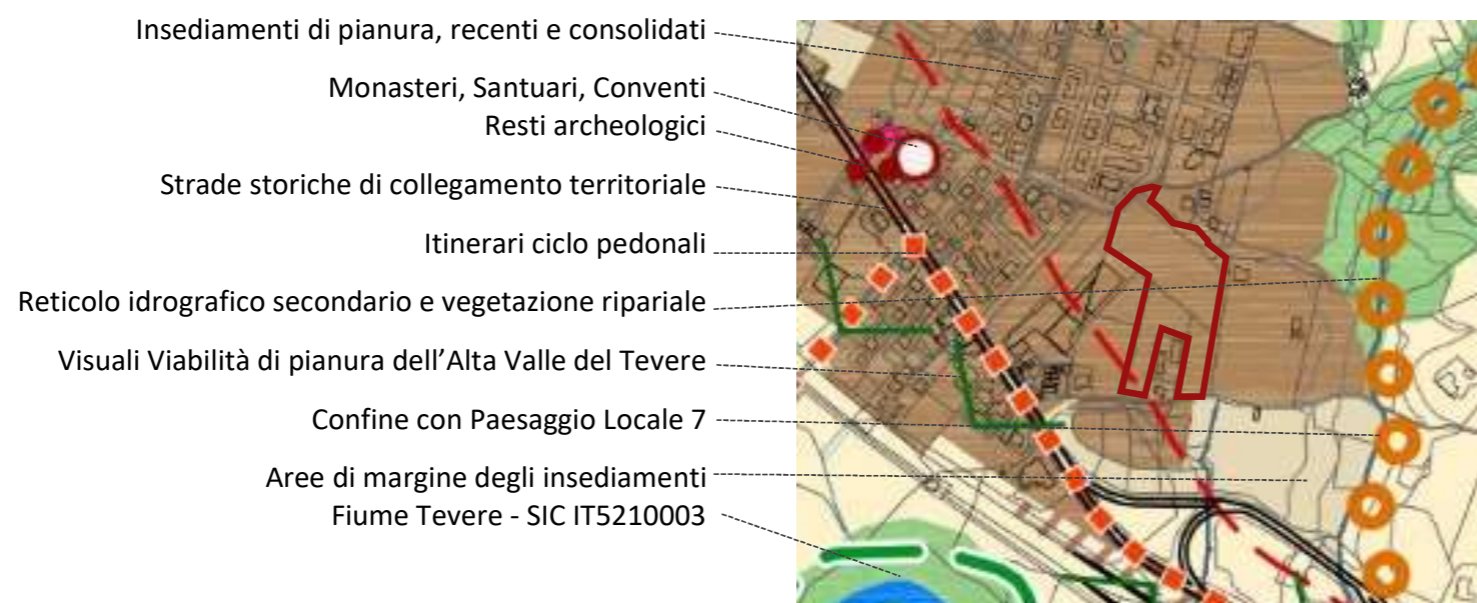 Insediamenti di pianura, recenti e consolidati
Monasteri, Santuari, Conventi
Resti archeologici
Strade storiche di collegamento territoriale
Itinerari ciclo pedonali
Reticolo idrografico secondario e vegetazione ripariale
Visuali Viabilità di pianura dell’Alta Valle del Tevere
Confine con Paesaggio Locale 7
Aree di margine degli insediamenti
Fiume Tevere - SIC IT5210003